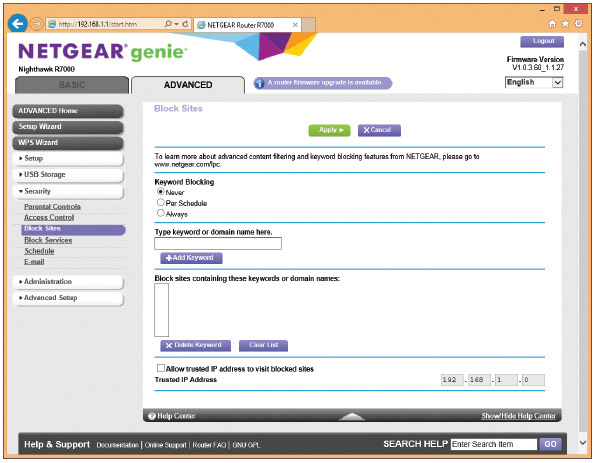 http://192.168.1.1/start.htm
NETGEAR Router R7000
NETGEAR® genie®
Logout
Nighthawk R7000
Firmware Version
V1.0.3.60_1.1.27
BASIC
ADVANCED
A router firmware upgrade is available.
English
ADVANCED Home
Setup Wizard
WPS Wizard
Setup
USB Storage
Security
Parental Controls
Access Control
Block Sites
Block Services
Schedule
E-mail
Administration
Advanced Setup
Block Sites
Apply
X Cancel
To learn more about advanced content filtering and keyword blocking features from NETGEAR, please go to
www.netgear.com/lpc.
Keyword Blocking
Never
Per Schedule
Always
Type keyword or domain name here.
+ Add Keyword
Block sites containing these keywords or domain names:
X Delete Keyword
Clear List
Allow trusted IP address to visit blocked sites
Trusted IP Address
192 . 168 . 1 . 0
Help Center
Show/Hide Help Center
Help & Support Documentation | Online Support | Router FAQ | GNU GPL
SEARCH HELP Enter Search Item GO